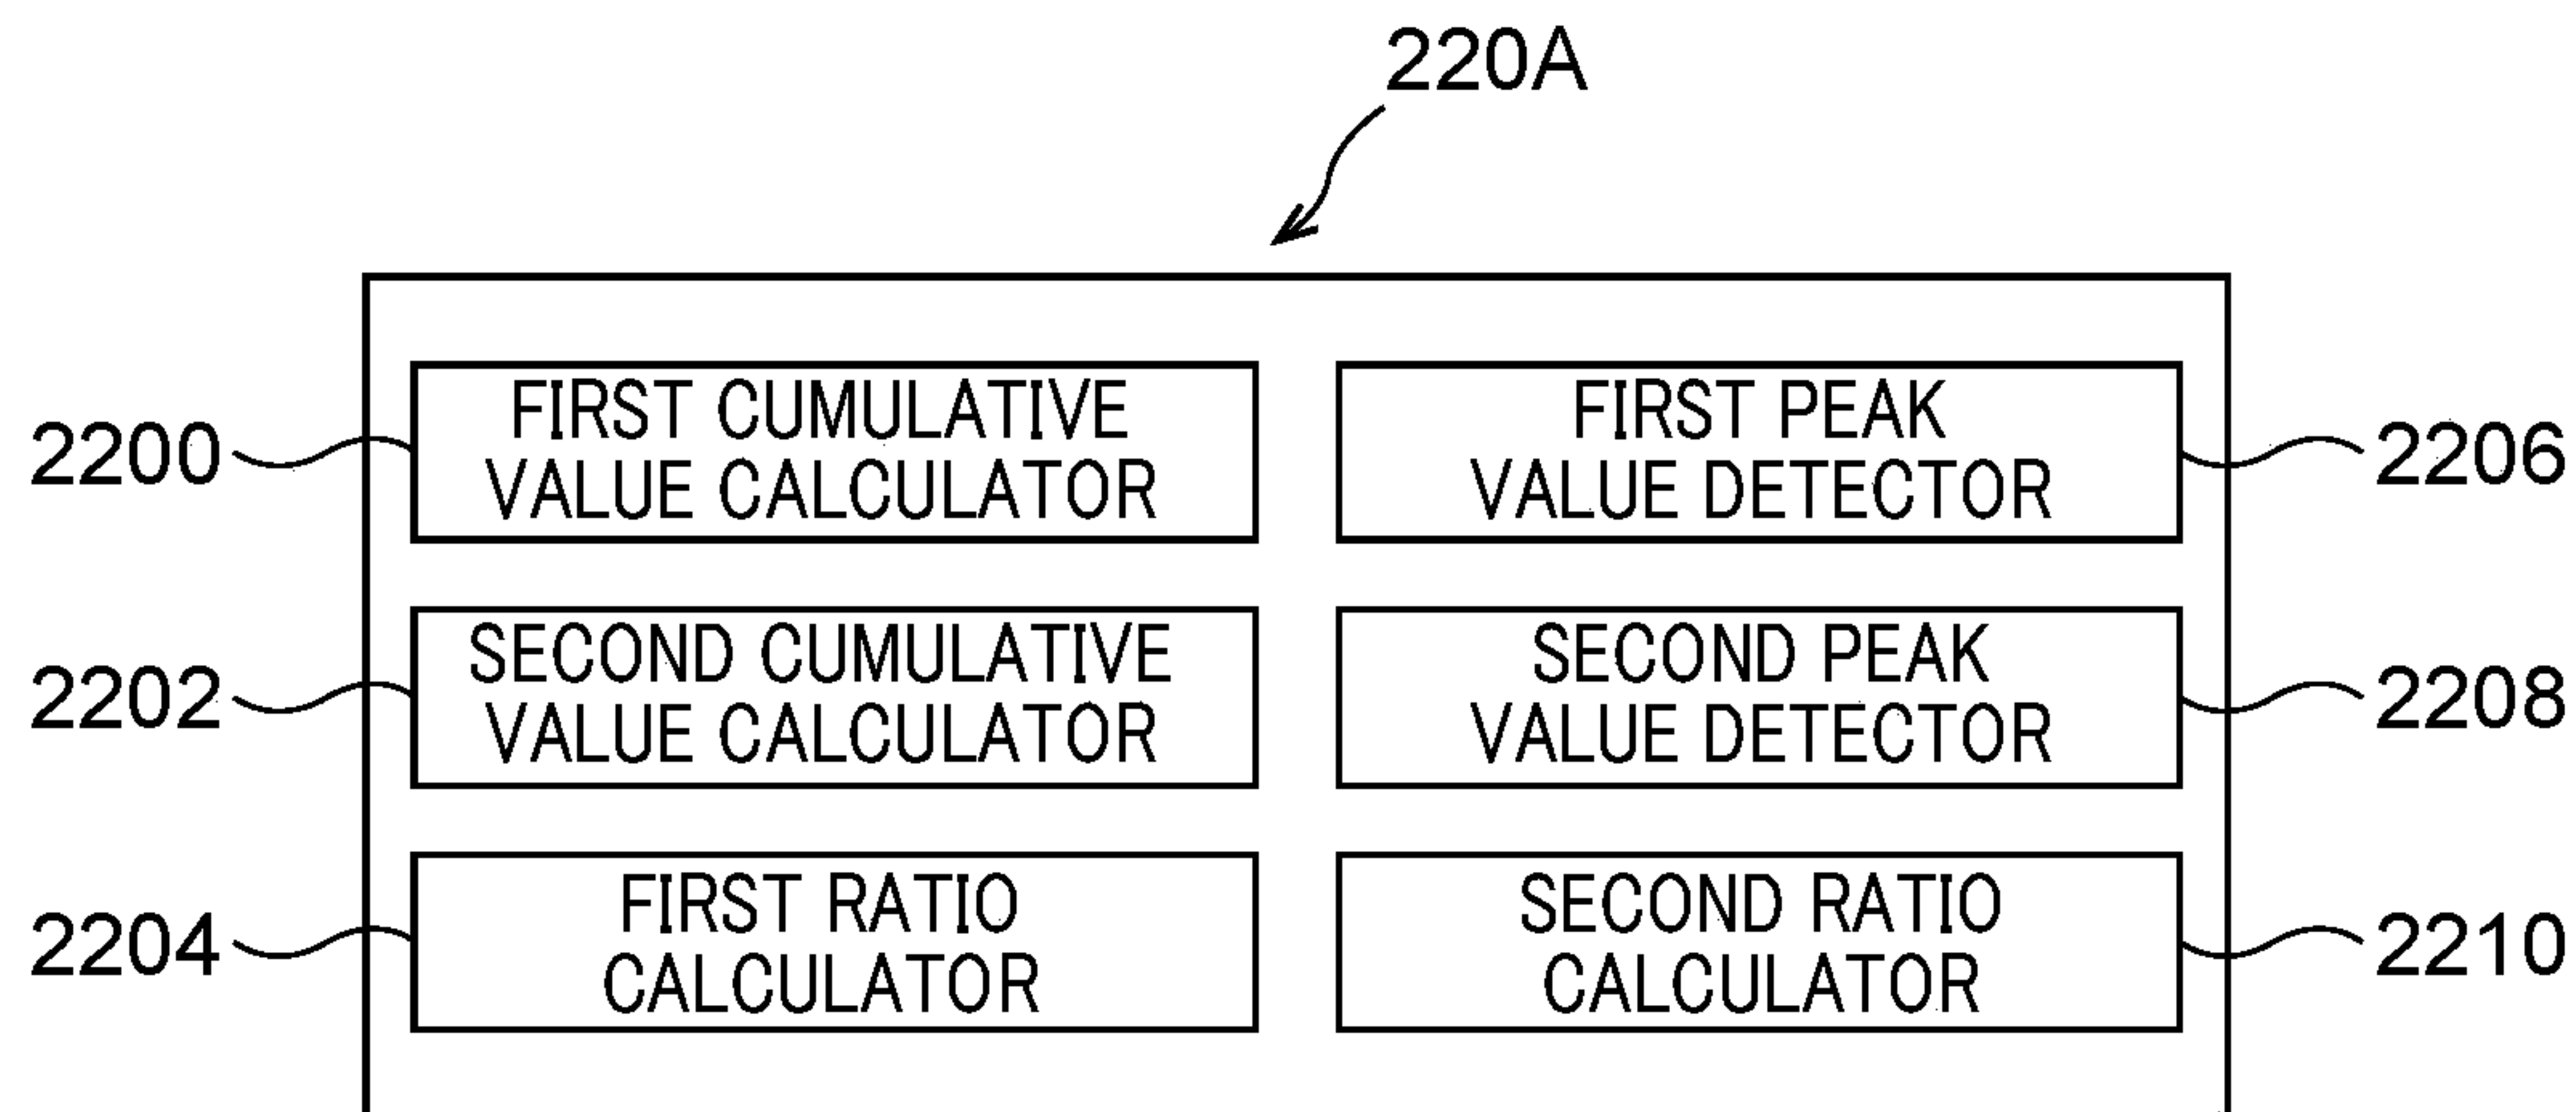 220A
2200
FIRST CUMULATIVE
VALUE CALCULATOR
FIRST PEAK
VALUE DETECTOR
2206
2202
SECOND CUMULATIVE
VALUE CALCULATOR
SECOND PEAK
VALUE DETECTOR
2208
2204
FIRST RATIO
CALCULATOR
SECOND RATIO
CALCULATOR
2210